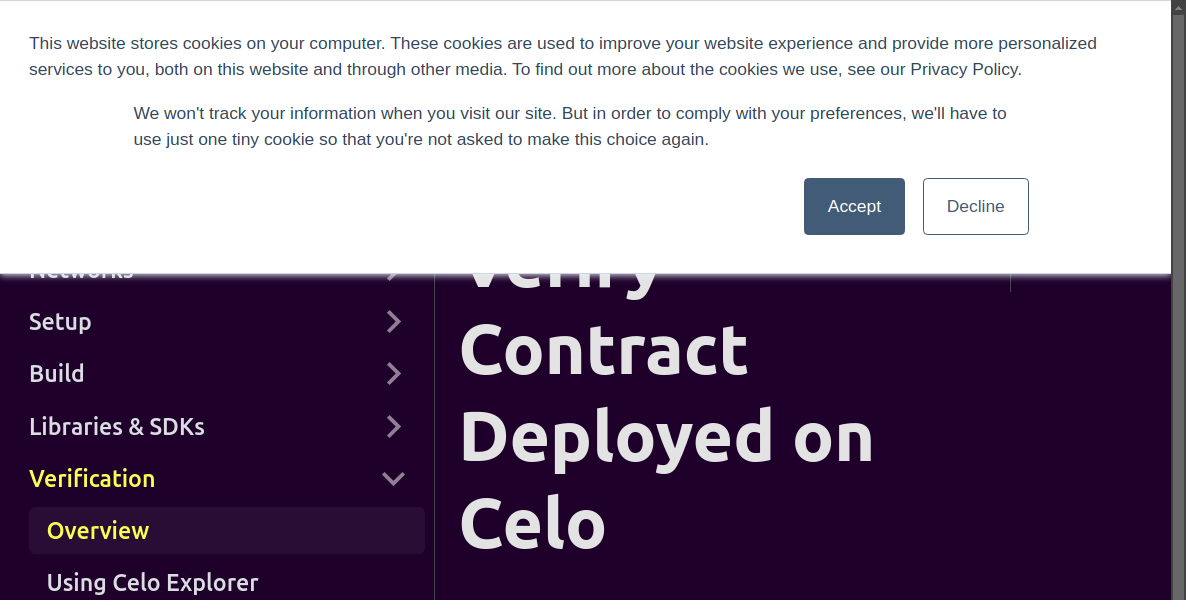 This website stores cookies on your computer. These cookies are used to improve your website experience and provide more personalized
services to you, both on this website and through other media. To find out more about the cookies we use, see our Privacy Policy.
We won't track your information when you visit our site. But in order to comply with your preferences, we'll have to
use just one tiny cookie so that you're not asked to make this choice again.
Accept
Decline
Networks
Setup
Build
Libraries & SDKs
Verification
Overview
Using Celo Explorer
Verify
Contract
Deployed on
Celo